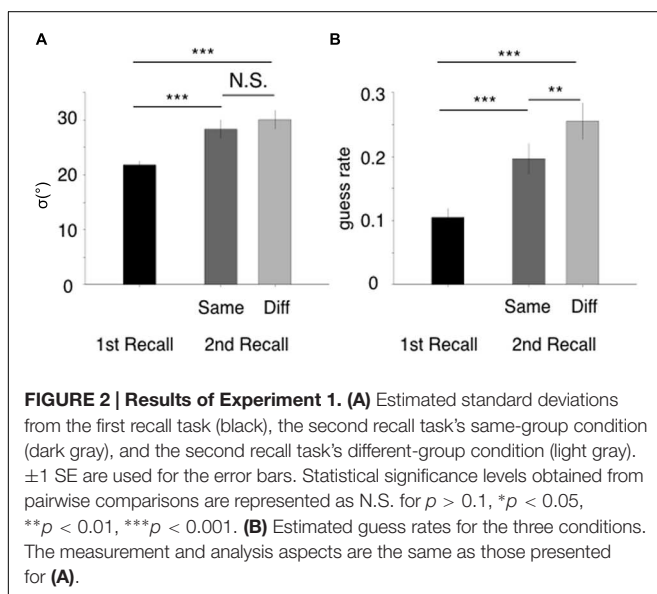 A
B
***
***
N.S.
***
***
**
30
20
10
0
σ(°)
0.3
0.2
0.1
0
guess rate
Same Diff
Same Diff
1st Recall 2nd Recall
1st Recall 2nd Recall
FIGURE 2 | Results of Experiment 1. (A) Estimated standard deviations
from the first recall task (black), the second recall task's same-group condition
(dark gray), and the second recall task's different-group condition (light gray).
±1 SE are used for the error bars. Statistical significance levels obtained from
pairwise comparisons are represented as N.S. for p > 0.1, *p < 0.05,
**p < 0.01, ***p < 0.001. (B) Estimated guess rates for the three conditions.
The measurement and analysis aspects are the same as those presented
for (A).